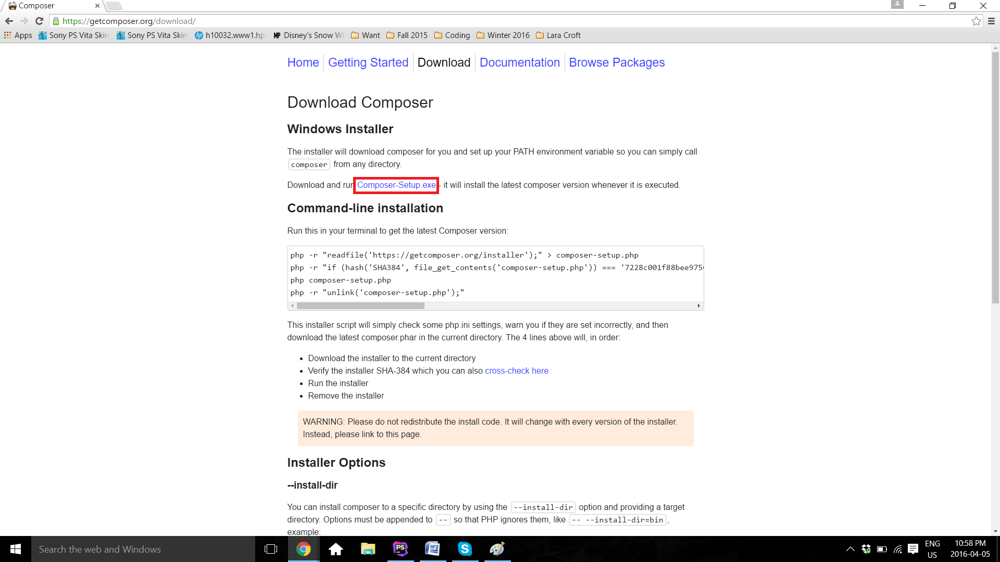 Composer
https://getcomposer.org/download/
Apps Sony PS Vita Skin Sony PS Vita Skin h10032.www1.hp. Disney's Snow W Want Fall 2015 Coding Winter 2016 Lara Croft
Home Getting Started Download Documentation Browse Packages
Download Composer
Windows Installer
The installer will download composer for you and set up your PATH environment variable so you can simply call
composer from any directory.
Download and run Composer-Setup.exe - it will install the latest composer version whenever it is executed.
Command-line installation
Run this in your terminal to get the latest Composer version:
php -r "readfile('https://getcomposer.org/installer');" > composer-setup.php
php -r "if (hash('SHA384', file_get_contents('composer-setup.php')) === '7228c001f88bee975
php composer-setup.php
php -r "unlink('composer-setup.php');"
This installer script will simply check some php.ini settings, warn you if they are set incorrectly, and then
download the latest composer.phar in the current directory. The 4 lines above will, in order:
• Download the installer to the current directory
• Verify the installer SHA-384 which you can also cross-check here
• Run the installer
• Remove the installer
WARNING: Please do not redistribute the install code. It will change with every version of the installer.
Instead, please link to this page.
Installer Options
--install-dir
You can install composer to a specific directory by using the --install-dir option and providing a target
directory. Options must be appended to -- so that PHP ignores them, like -- --install-dir=bin ,
example:
Search the web and Windows
ENG
US
10:58 PM
2016-04-05